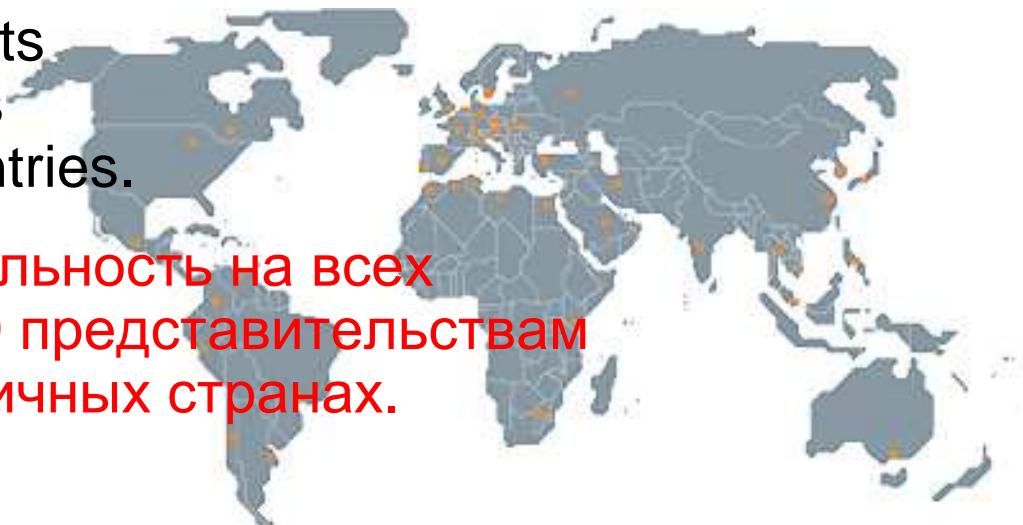 ts
s
ntries.
льность на всех
представительствам
ичных странах.